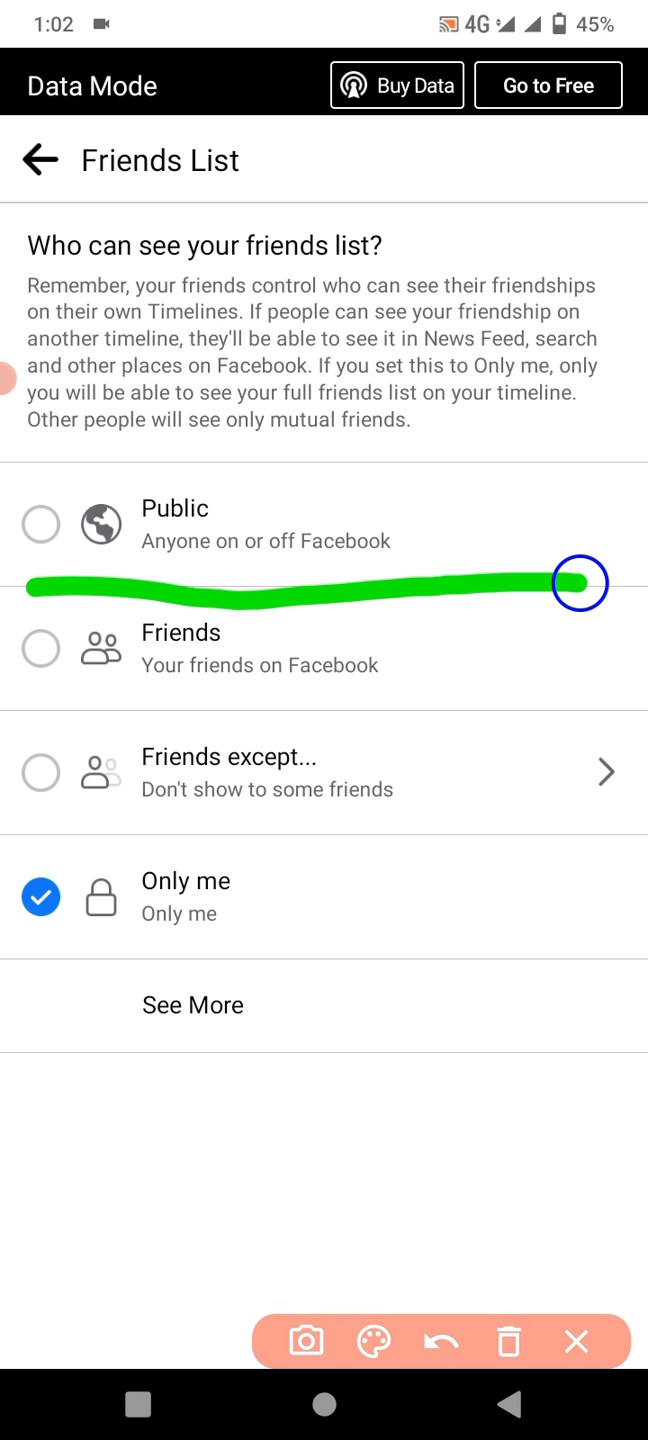 1:02 4G 45%
Data Mode Buy Data Go to Free
Friends List
Who can see your friends list?
Remember, your friends control who can see their friendships
on their own Timelines. If people can see your friendship on
another timeline, they'll be able to see it in News Feed, search
and other places on Facebook. If you set this to Only me, only
you will be able to see your full friends list on your timeline.
Other people will see only mutual friends.
Public
Anyone on or off Facebook
Friends
Your friends on Facebook
Friends except...
Don't show to some friends
Only me
Only me
See More